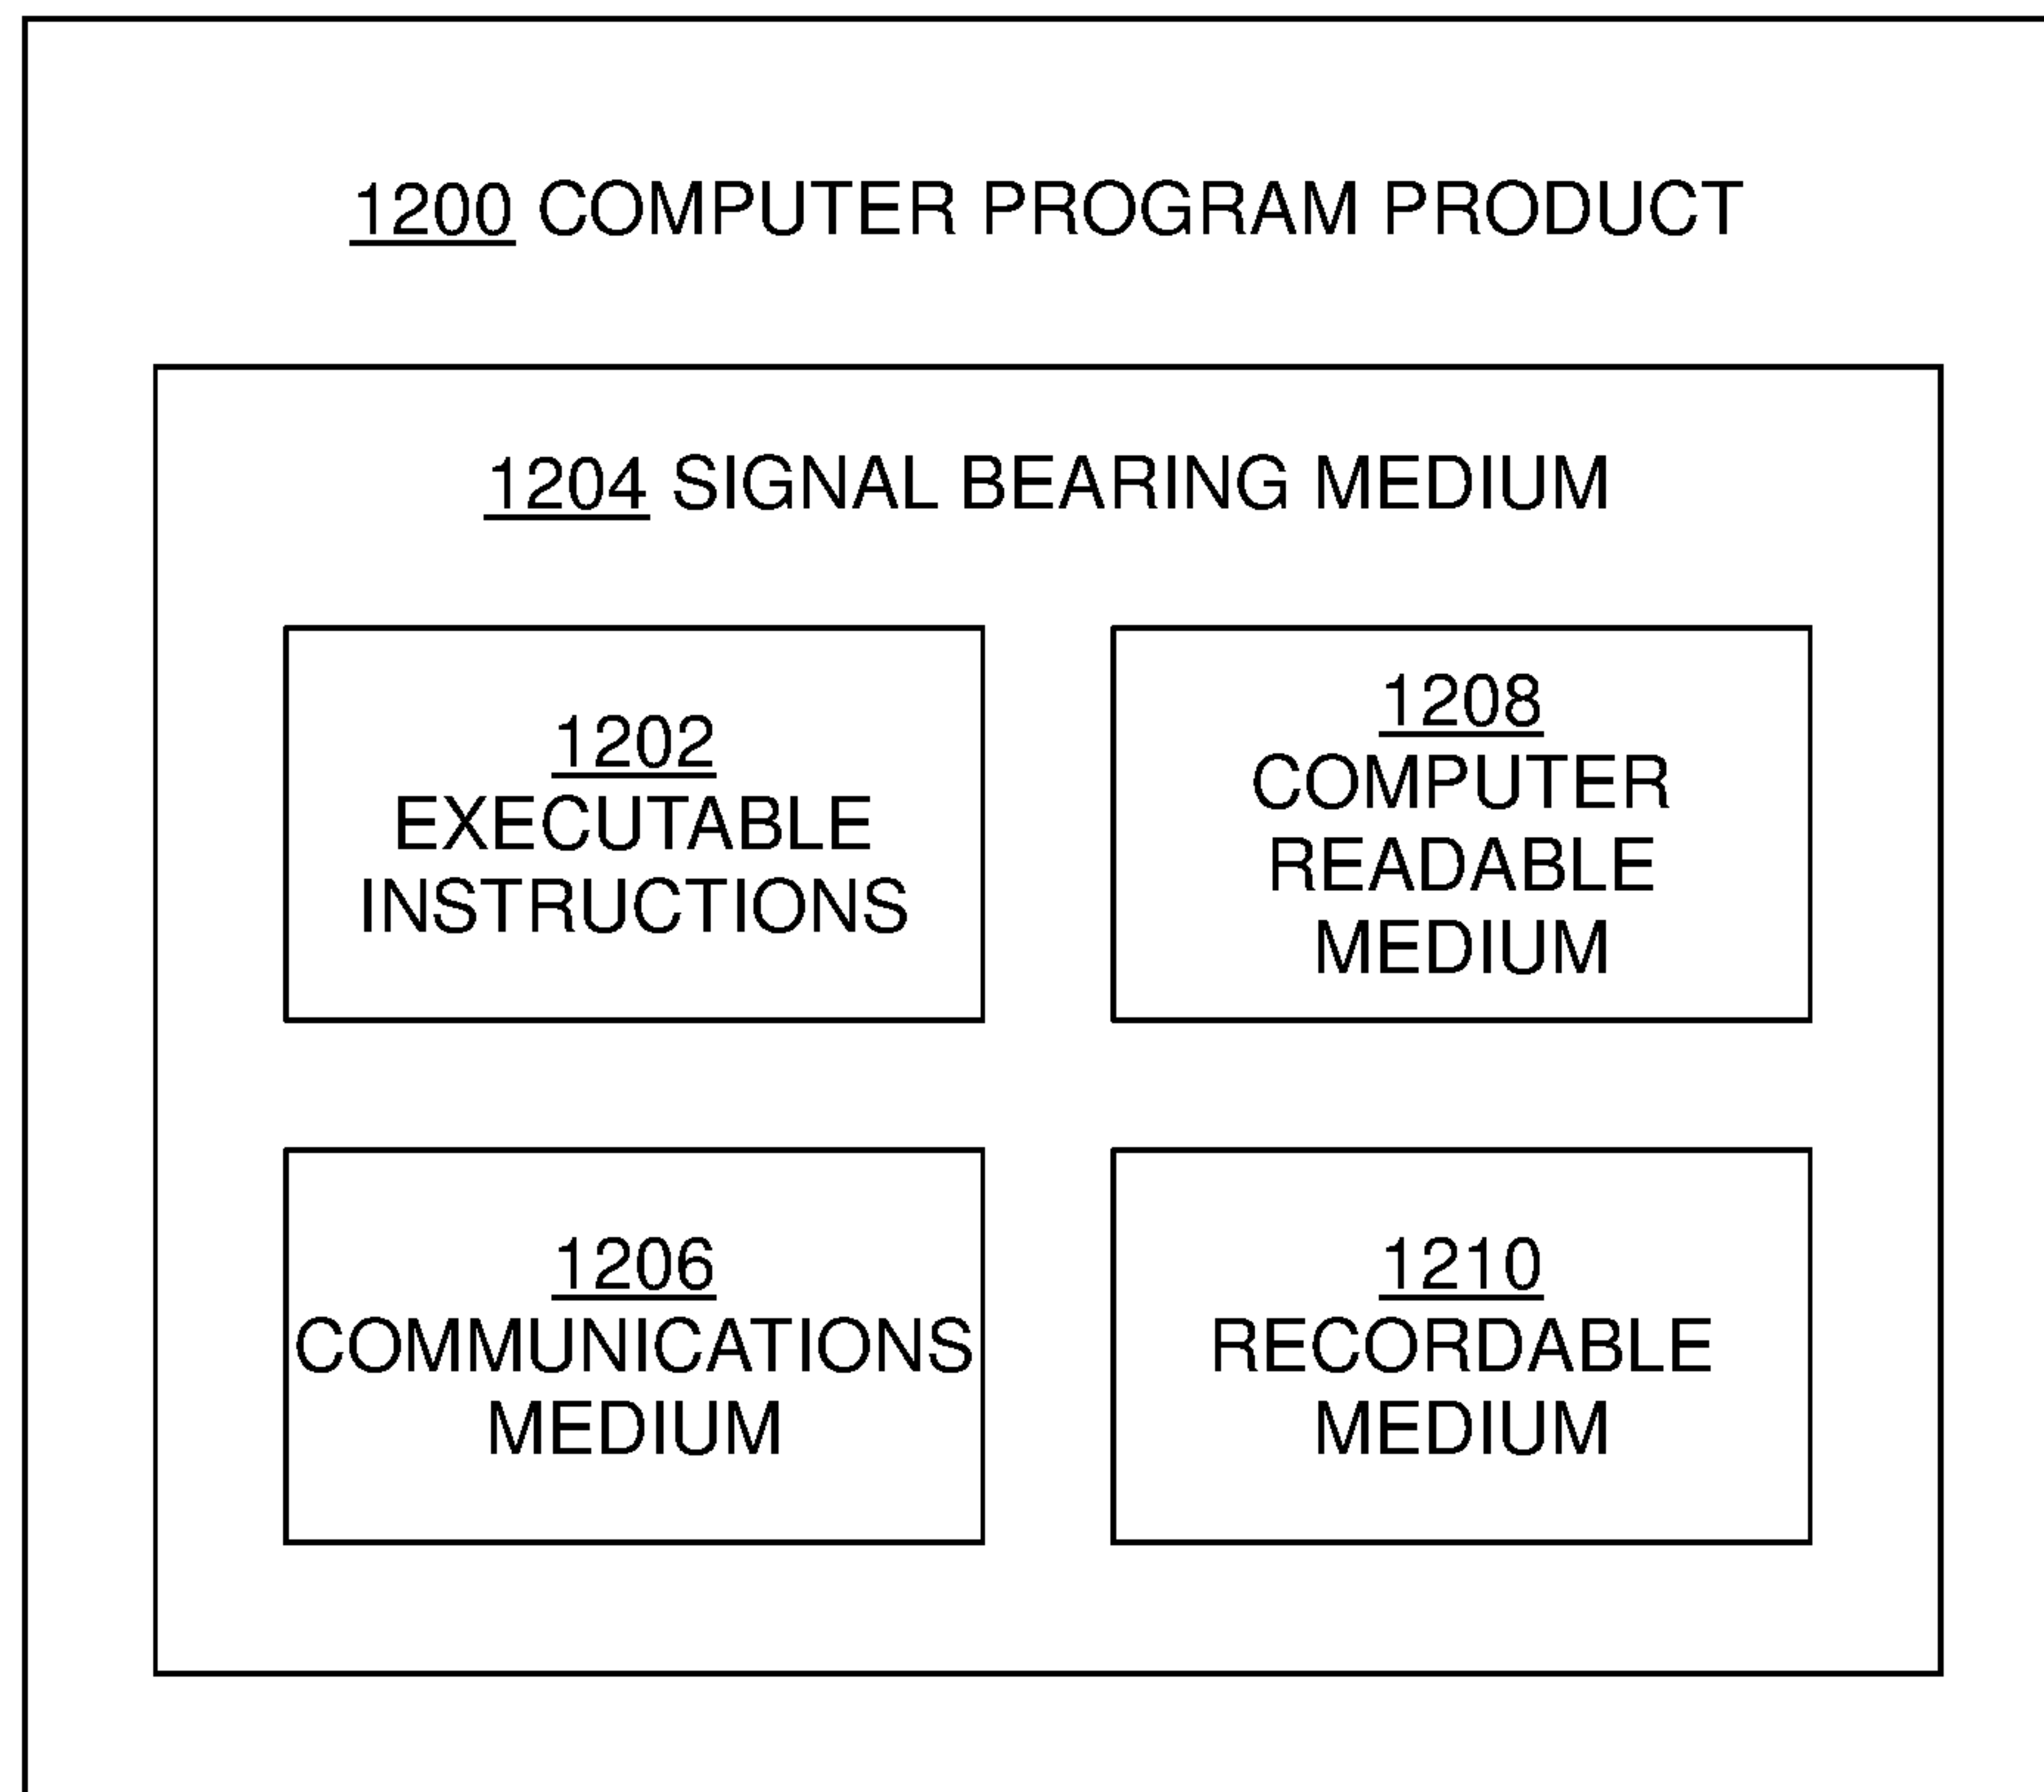 1200 COMPUTER PROGRAM PRODUCT
1204 SIGNAL BEARING MEDIUM
1202
EXECUTABLE
INSTRUCTIONS
1208
COMPUTER
READABLE
MEDIUM
1206
COMMUNICATIONS
MEDIUM
1210
RECORDABLE
MEDIUM